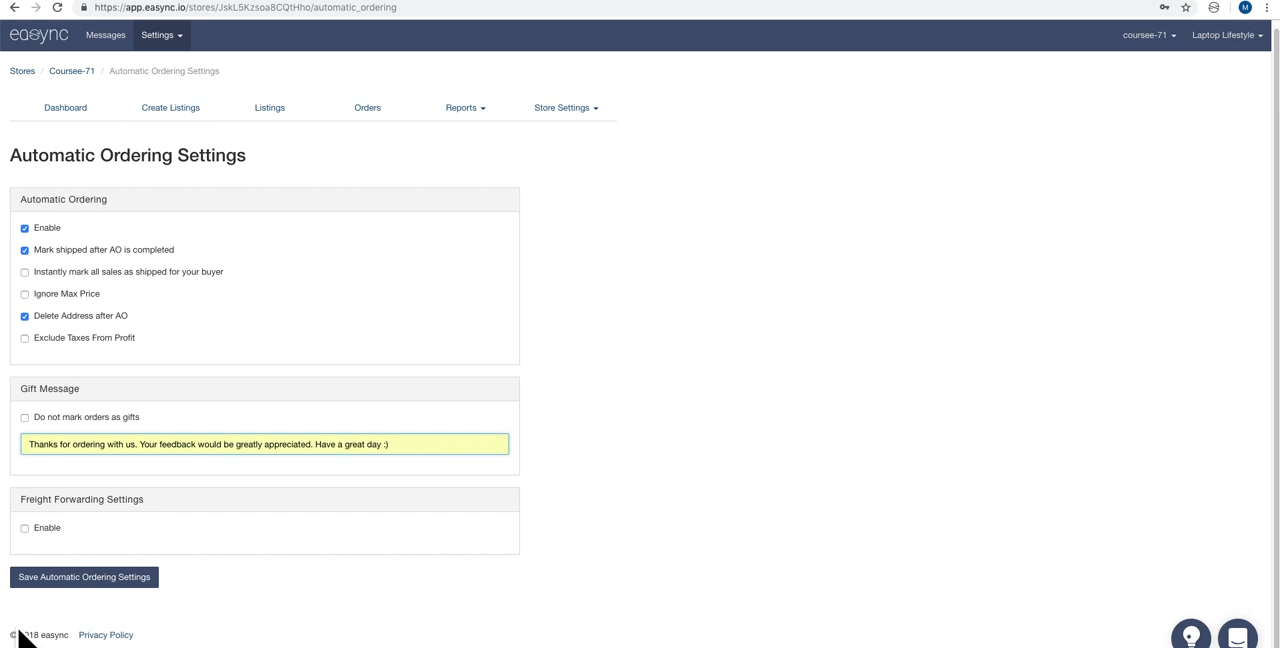 https://app.easync.io/stores/JskL5Kzsoa8CQtHho/automatic_ordering
M
easync Messages Settings coursee-71 Laptop Lifestyle
Stores / Coursee-71 / Automatic Ordering Settings
Dashboard Create Listings Listings Orders Reports Store Settings
Automatic Ordering Settings
Automatic Ordering
Enable
Mark shipped after AO is completed
Instantly mark all sales as shipped for your buyer
Ignore Max Price
Delete Address after AO
Exclude Taxes From Profit
Gift Message
Do not mark orders as gifts
Thanks for ordering with us. Your feedback would be greatly appreciated. Have a great day :)
Freight Forwarding Settings
Enable
Save Automatic Ordering Settings
© 18 easync Privacy Policy